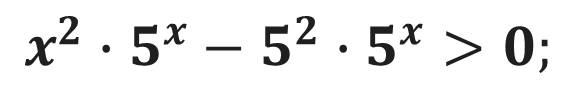 x² · 5ˣ − 5² · 5ˣ > 0;